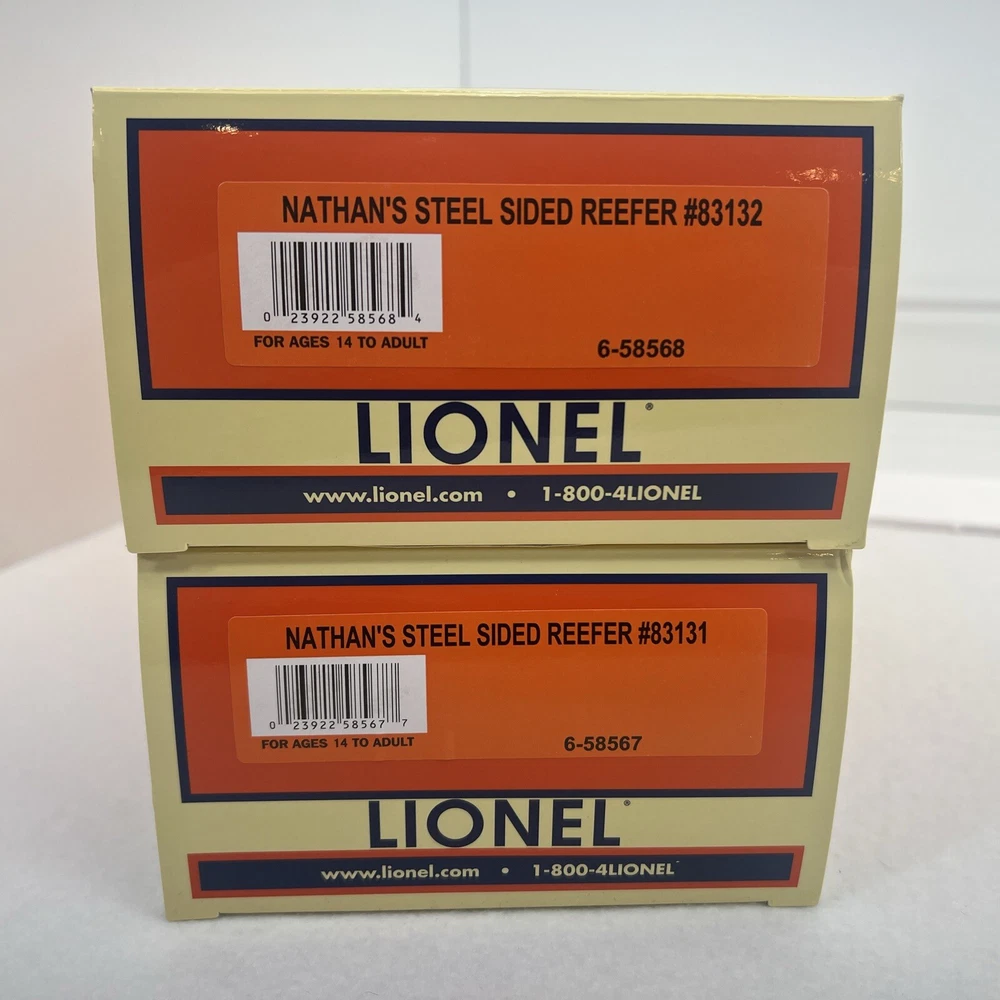 NATHAN'S STEEL SIDED REEFER #83132
0 23922 58568 4
FOR AGES 14 TO ADULT
6-58568
LIONEL®
www.lionel.com • 1-800-4LIONEL
NATHAN'S STEEL SIDED REEFER #83131
0 23922 58567 7
FOR AGES 14 TO ADULT
6-58567
LIONEL®
www.lionel.com • 1-800-4LIONEL